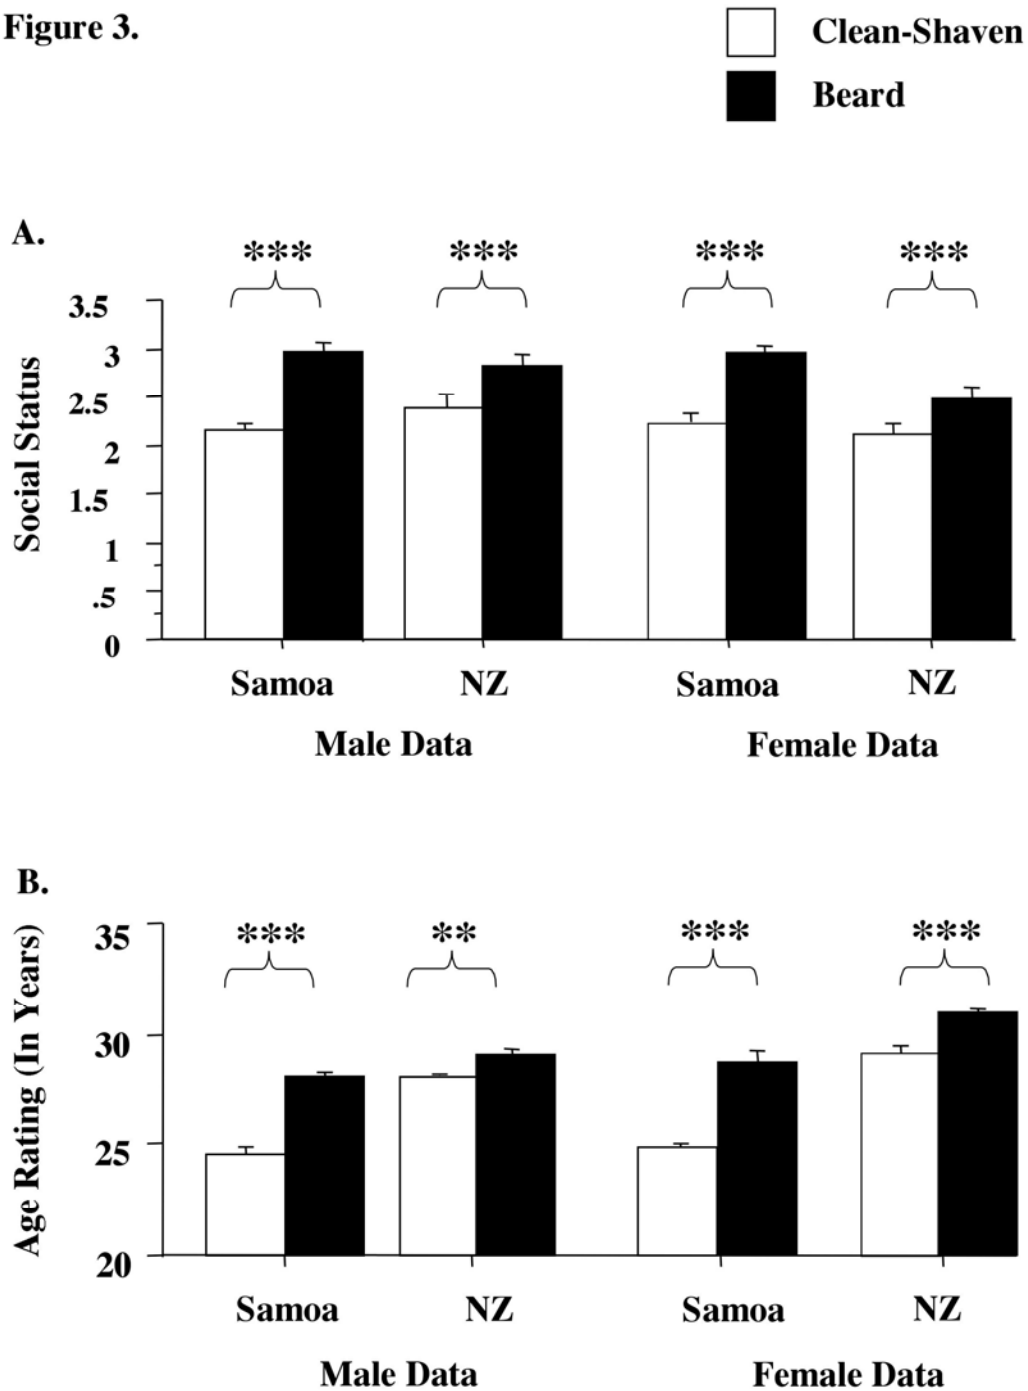 Figure 3.
Clean-Shaven
Beard
A.
*** *** *** ***
Social Status
3.5
3
2.5
2
1.5
1
.5
0
Samoa NZ Samoa NZ
Male Data Female Data
B.
*** ** *** ***
Age Rating (In Years)
35
30
25
20
Samoa NZ Samoa NZ
Male Data Female Data